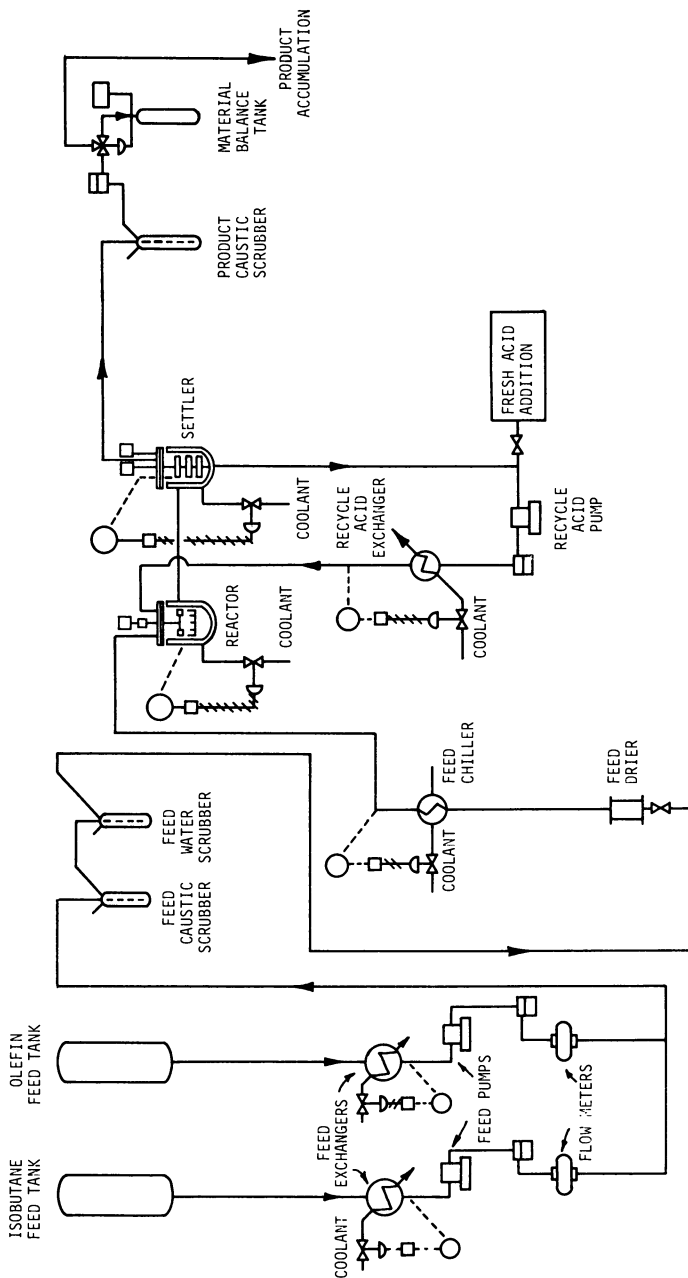 ISOBUTANE
FEED TANK
OLEFIN
FEED TANK
FEED
CAUSTIC
SCRUBBER
FEED
WATER
SCRUBBER
REACTOR
SETTLER
PRODUCT
CAUSTIC
SCRUBBER
MATERIAL
BALANCE
TANK
PRODUCT
ACCUMULATION
COOLANT
FEED
EXCHANGERS
FEED PUMPS
FLOW METERS
COOLANT
FEED
CHILLER
FEED
DRIER
COOLANT
COOLANT
COOLANT
RECYCLE
ACID
EXCHANGER
RECYCLE
ACID
PUMP
FRESH ACID
ADDITION